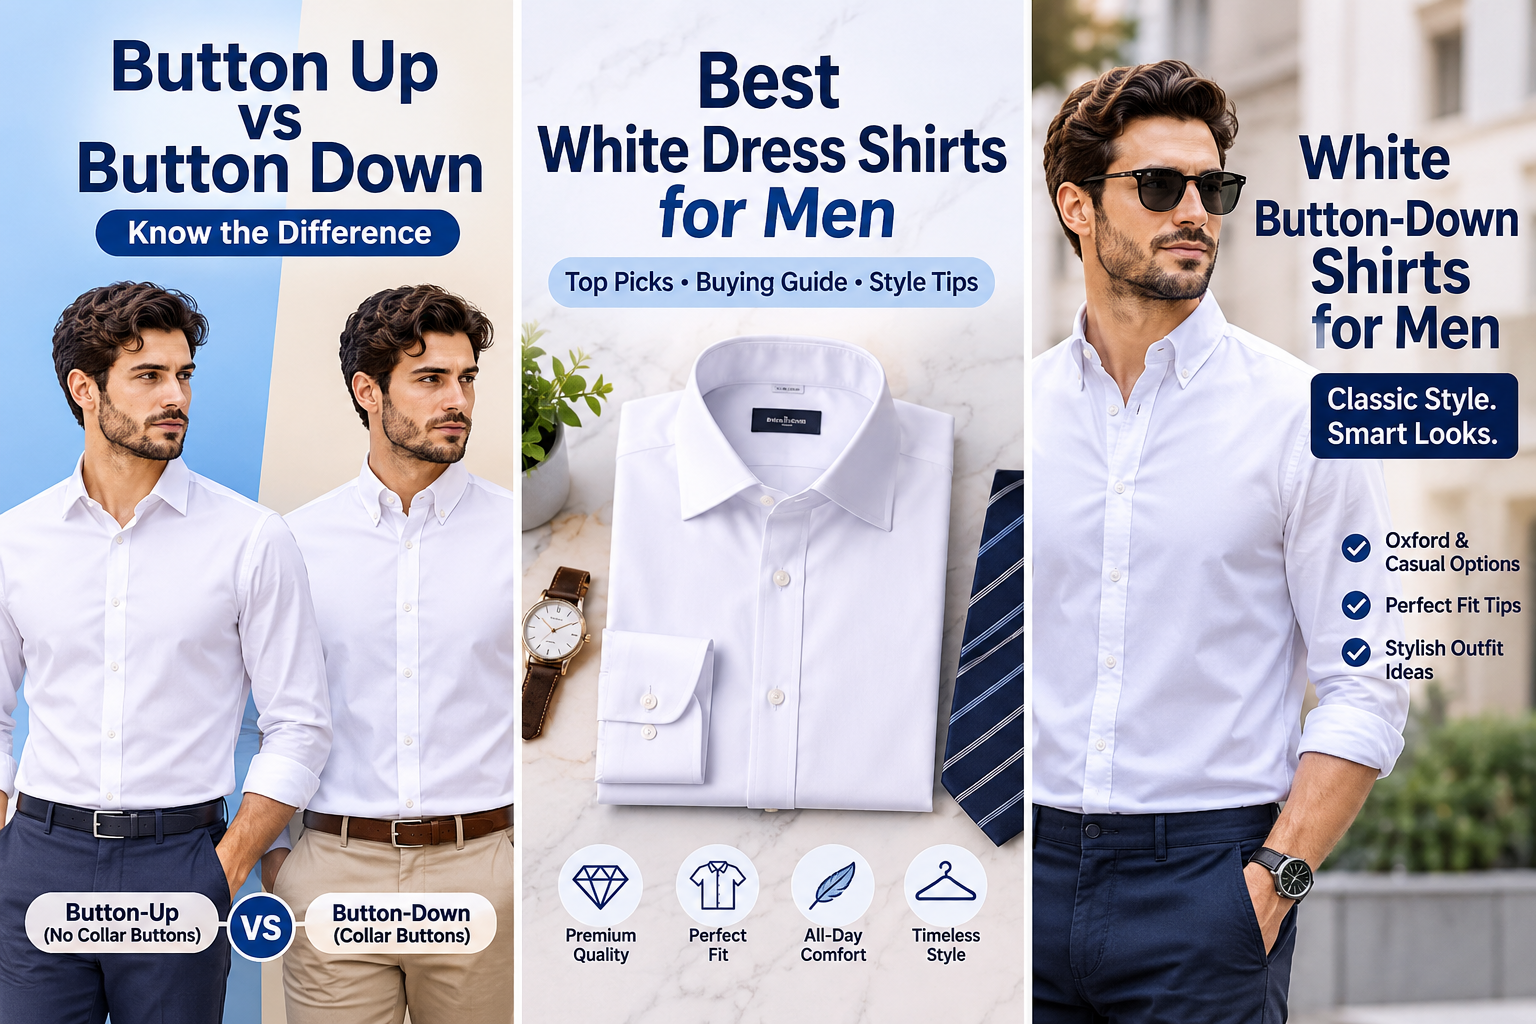 Button Up
vs
Button Down
Know the Difference
Button-Up
(No Collar Buttons)
VS
Button-Down
(Collar Buttons)
Best
White Dress Shirts
for Men
Top Picks • Buying Guide • Style Tips
Premium
Quality
Perfect
Fit
All-Day
Comfort
Timeless
Style
White
Button-Down
Shirts
for Men
Classic Style.
Smart Looks.
Oxford &
Casual Options
Perfect Fit Tips
Stylish Outfit
Ideas